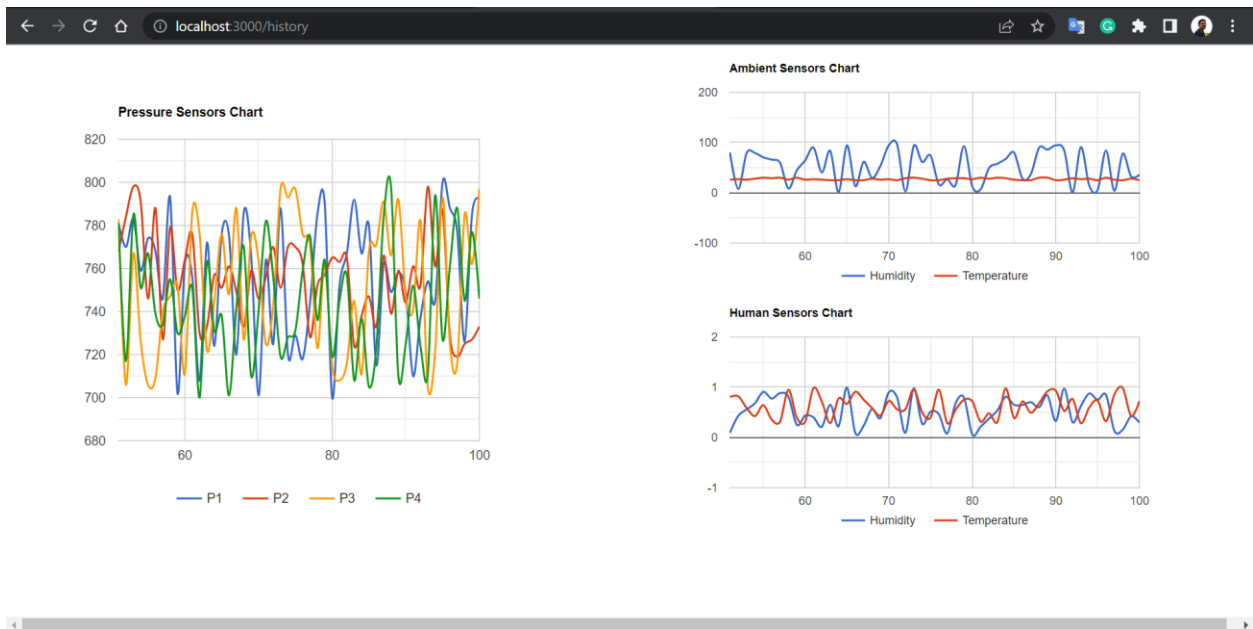 localhost:3000/history
Pressure Sensors Chart
820
800
780
760
740
720
700
680
60 80 100
P1 P2 P3 P4
Ambient Sensors Chart
200
100
0
-100
60 70 80 90 100
Humidity Temperature
Human Sensors Chart
2
1
0
-1
60 70 80 90 100
Humidity Temperature